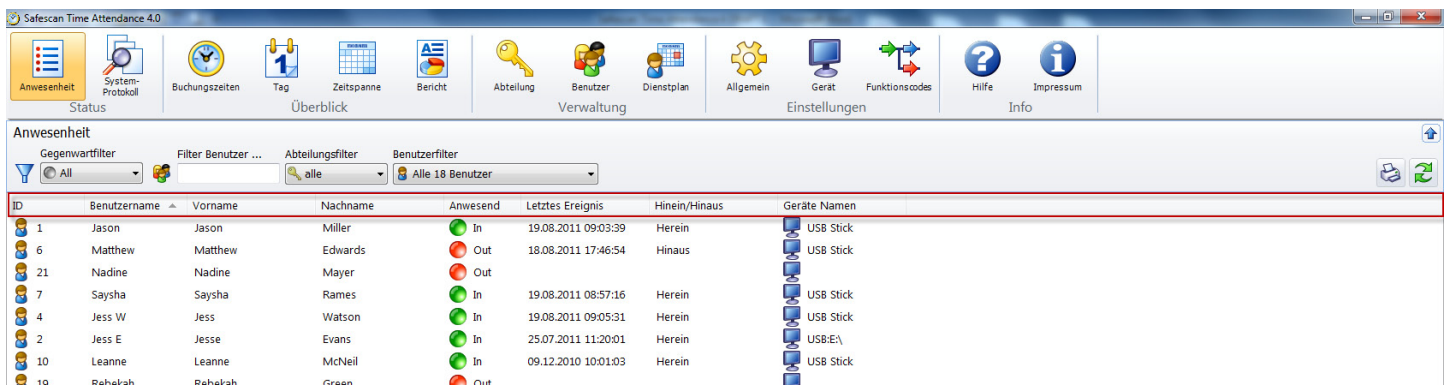 Safescan Time Attendance 4.0
Anwesenheit System-Protokoll Buchungszeiten Tag Zeitspanne Bericht Abteilung Benutzer Dienstplan Allgemein Gerät Funktionscodes Hilfe Impressum
Status Überblick Verwaltung Einstellungen Info
Anwesenheit
Gegenwartfilter Filter Benutzer ... Abteilungsfilter Benutzerfilter
All alle Alle 18 Benutzer
ID Benutzername Vorname Nachname Anwesend Letztes Ereignis Hinein/Hinaus Geräte Namen
1 Jason Jason Miller In 19.08.2011 09:03:39 Herein USB Stick
6 Matthew Matthew Edwards Out 18.08.2011 17:46:54 Hinaus USB Stick
21 Nadine Nadine Mayer Out
7 Saysha Saysha Rames In 19.08.2011 08:57:16 Herein USB Stick
4 Jess W Jess Watson In 19.08.2011 09:05:31 Herein USB Stick
2 Jess E Jesse Evans In 25.07.2011 11:20:01 Herein USB:E:\
10 Leanne Leanne McNeil In 09.12.2010 10:01:03 Herein USB Stick
19 Rebekah Rebekah Green Out